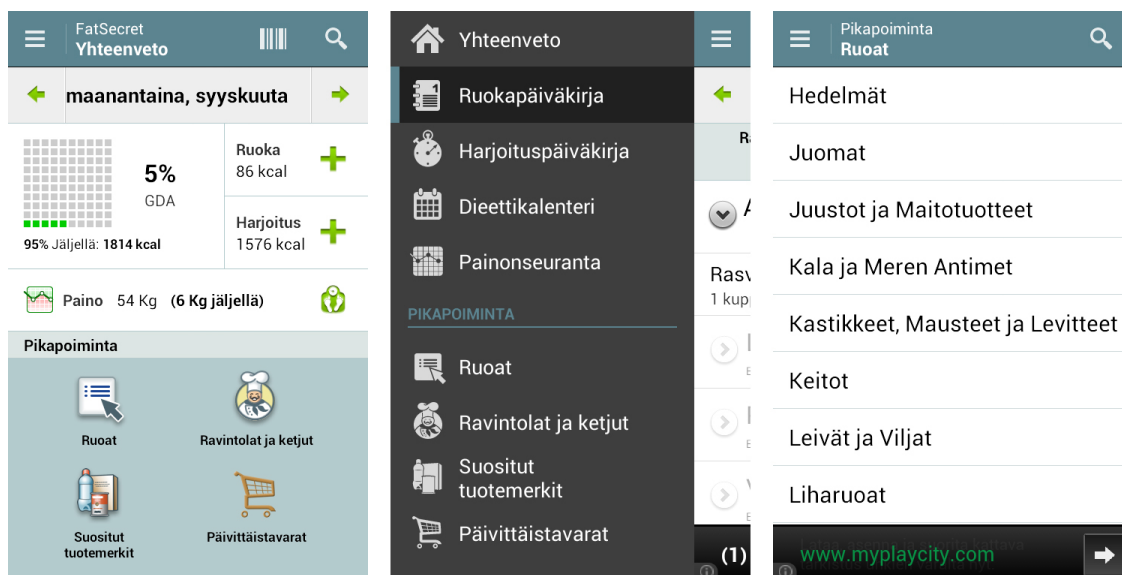 FatSecret
Yhteenveto
maanantaina, syyskuuta
5%
GDA
95% Jäljellä: 1814 kcal
Ruoka
86 kcal
Harjoitus
1576 kcal
Paino 54 Kg (6 Kg jäljellä)
Pikapoiminta
Ruoat
Ravintolat ja ketjut
Suositut
tuotemerkit
Päivittäistavarat
Yhteenveto
Ruokapäiväkirja
Harjoituspäiväkirja
Dieettikalenteri
Painonseuranta
PIKAPOIMINTA
Ruoat
Ravintolat ja ketjut
Suositut
tuotemerkit
Päivittäistavarat
A
Rasv
1 kup
(1)
Pikapoiminta
Ruoat
Hedelmät
Juomat
Juustot ja Maitotuotteet
Kala ja Meren Antimet
Kastikkeet, Mausteet ja Levitteet
Keitot
Leivät ja Viljat
Liharuoat
www.myplaycity.com